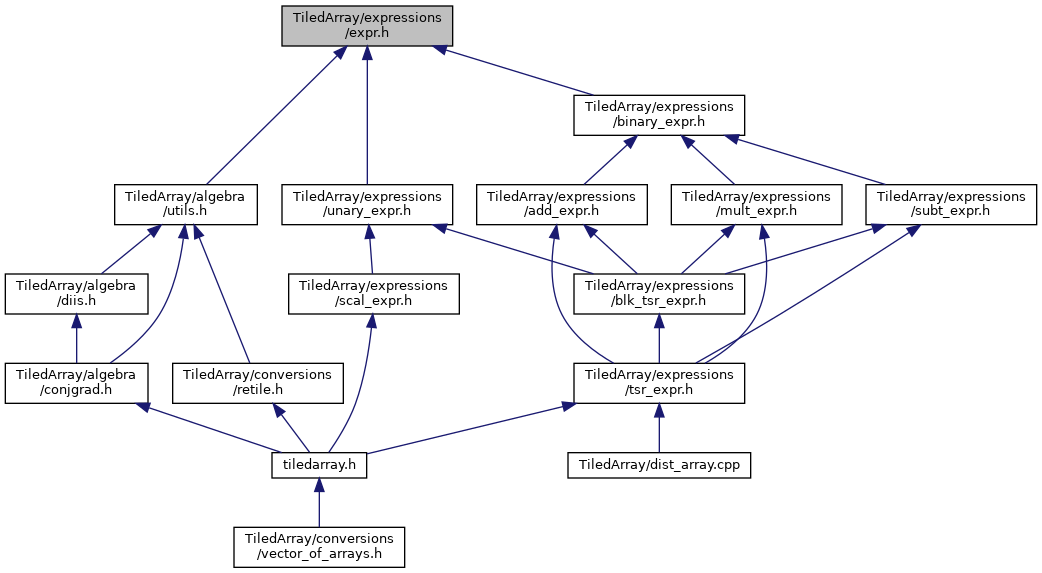 TiledArray/expressions
/expr.h
TiledArray/expressions
/binary_expr.h
TiledArray/algebra
/utils.h
TiledArray/expressions
/unary_expr.h
TiledArray/expressions
/add_expr.h
TiledArray/expressions
/mult_expr.h
TiledArray/expressions
/subt_expr.h
TiledArray/algebra
/diis.h
TiledArray/expressions
/scal_expr.h
TiledArray/expressions
/blk_tsr_expr.h
TiledArray/algebra
/conjgrad.h
TiledArray/conversions
/retile.h
TiledArray/expressions
/tsr_expr.h
tiledarray.h
TiledArray/dist_array.cpp
TiledArray/conversions
/vector_of_arrays.h